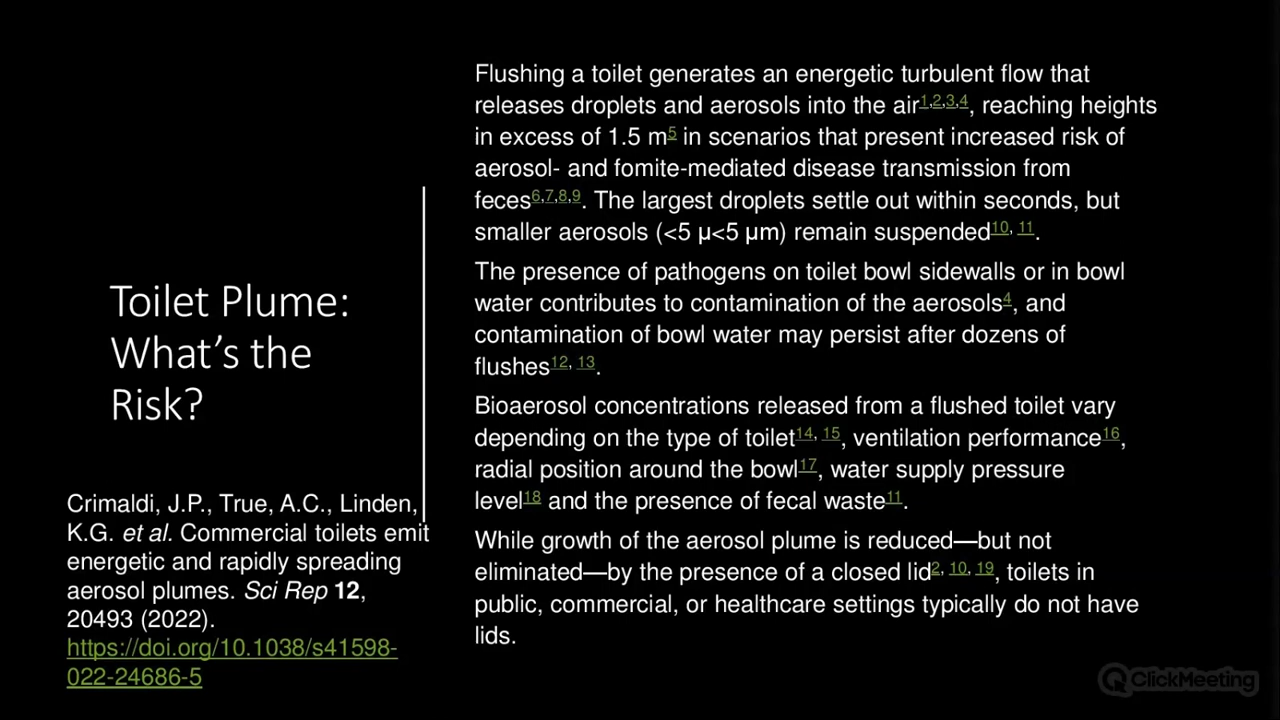 Toilet Plume:
What's the
Risk?
Crimaldi, J.P., True, A.C., Linden,
K.G. et al. Commercial toilets emit
energetic and rapidly spreading
aerosol plumes. Sci Rep 12,
20493 (2022).
https://doi.org/10.1038/s41598-
022-24686-5
Flushing a toilet generates an energetic turbulent flow that
releases droplets and aerosols into the air1,2,3,4, reaching heights
in excess of 1.5 m5 in scenarios that present increased risk of
aerosol- and fomite-mediated disease transmission from
feces6,7,8,9. The largest droplets settle out within seconds, but
smaller aerosols (<5 μ<5 μm) remain suspended10, 11.
The presence of pathogens on toilet bowl sidewalls or in bowl
water contributes to contamination of the aerosols4, and
contamination of bowl water may persist after dozens of
flushes12, 13.
Bioaerosol concentrations released from a flushed toilet vary
depending on the type of toilet14, 15, ventilation performance16,
radial position around the bowl17, water supply pressure
level18 and the presence of fecal waste11.
While growth of the aerosol plume is reduced—but not
eliminated—by the presence of a closed lid2, 10, 19, toilets in
public, commercial, or healthcare settings typically do not have
lids.
ClickMeeting